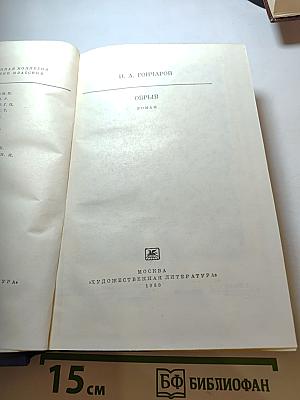 И. А. ГОНЧАРОВ
ОБРЫВ
РОМАН
МОСКВА
«ХУДОЖЕСТВЕННАЯ ЛИТЕРАТУРА»
15 см
БФ БИБЛИОФАН